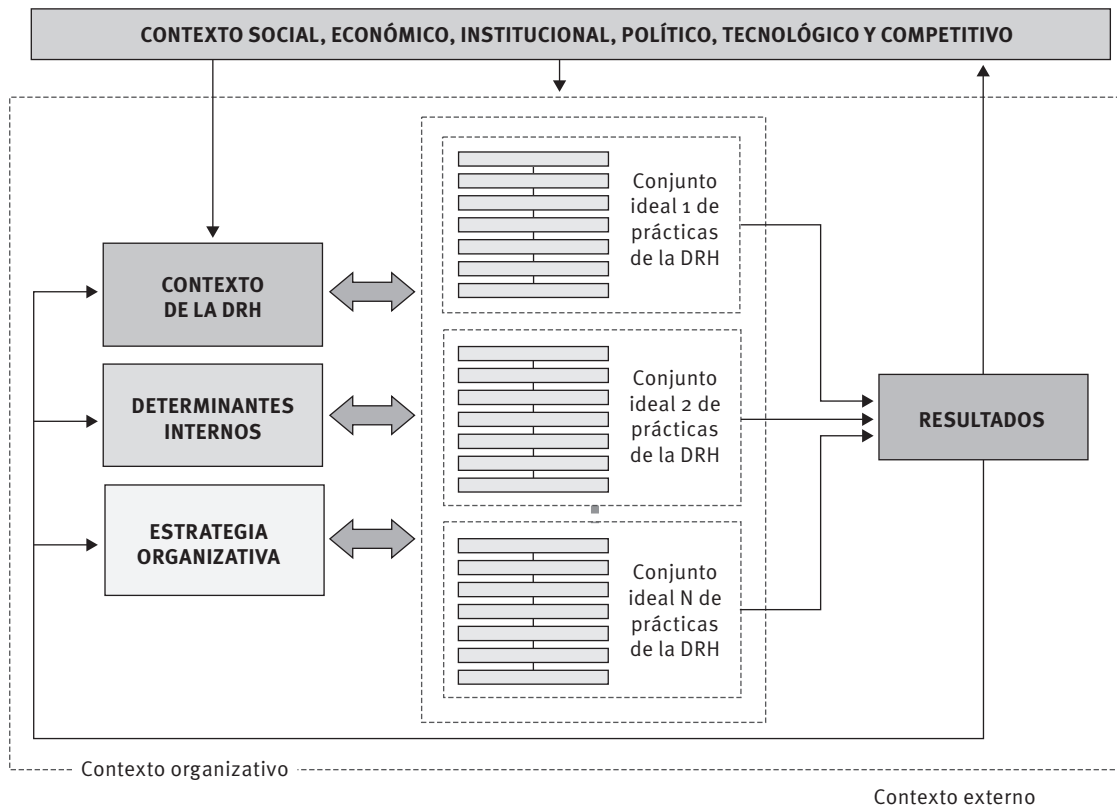 CONTEXTO SOCIAL, ECONÓMICO, INSTITUCIONAL, POLÍTICO, TECNOLÓGICO Y COMPETITIVO
Conjunto
ideal 1 de
prácticas
de la DRH
CONTEXTO
DE LA DRH
DETERMINANTES
INTERNOS
Conjunto
ideal 2 de
prácticas
de la DRH
RESULTADOS
ESTRATEGIA
ORGANIZATIVA
Conjunto
ideal N de
prácticas
de la DRH
Contexto organizativo
Contexto externo